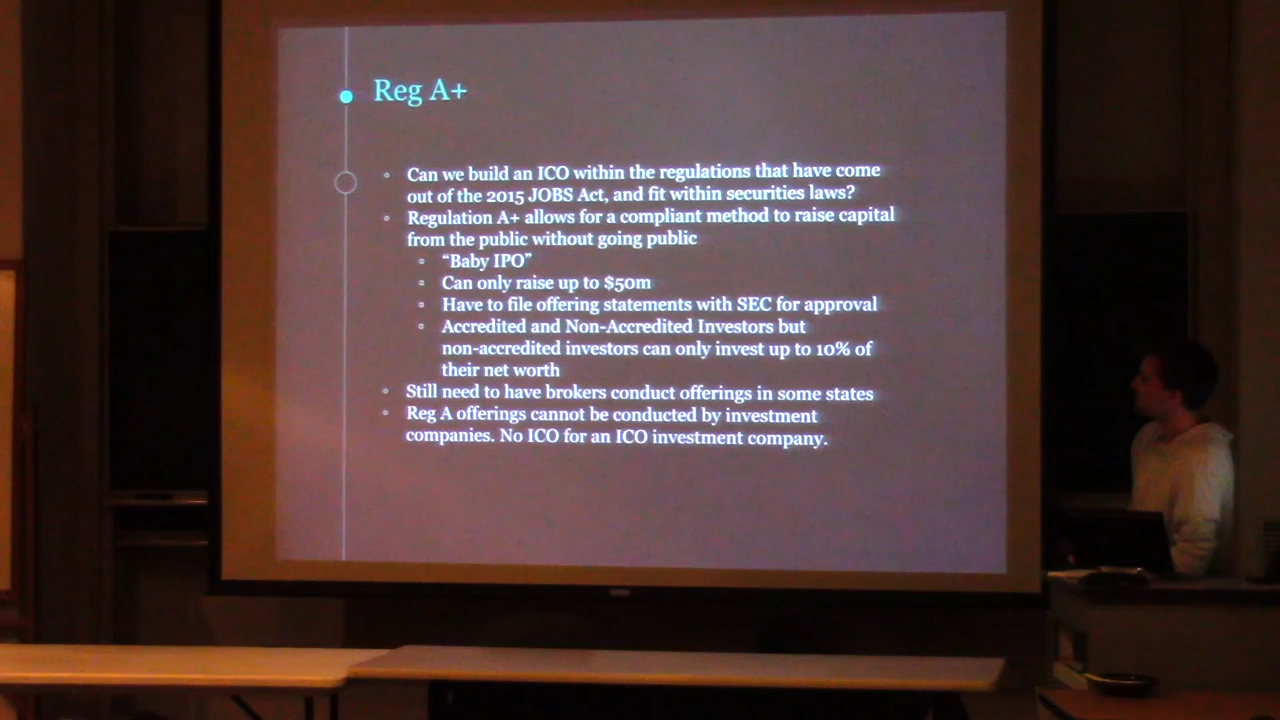 Reg A+
Can we build an ICO within the regulations that have come
out of the 2015 JOBS Act, and fit within securities laws?
Regulation A+ allows for a compliant method to raise capital
from the public without going public
“Baby IPO”
Can only raise up to $50m
Have to file offering statements with SEC for approval
Accredited and Non-Accredited Investors but
non-accredited investors can only invest up to 10% of
their net worth
Still need to have brokers conduct offerings in some states
Reg A offerings cannot be conducted by investment
companies. No ICO for an ICO investment company.